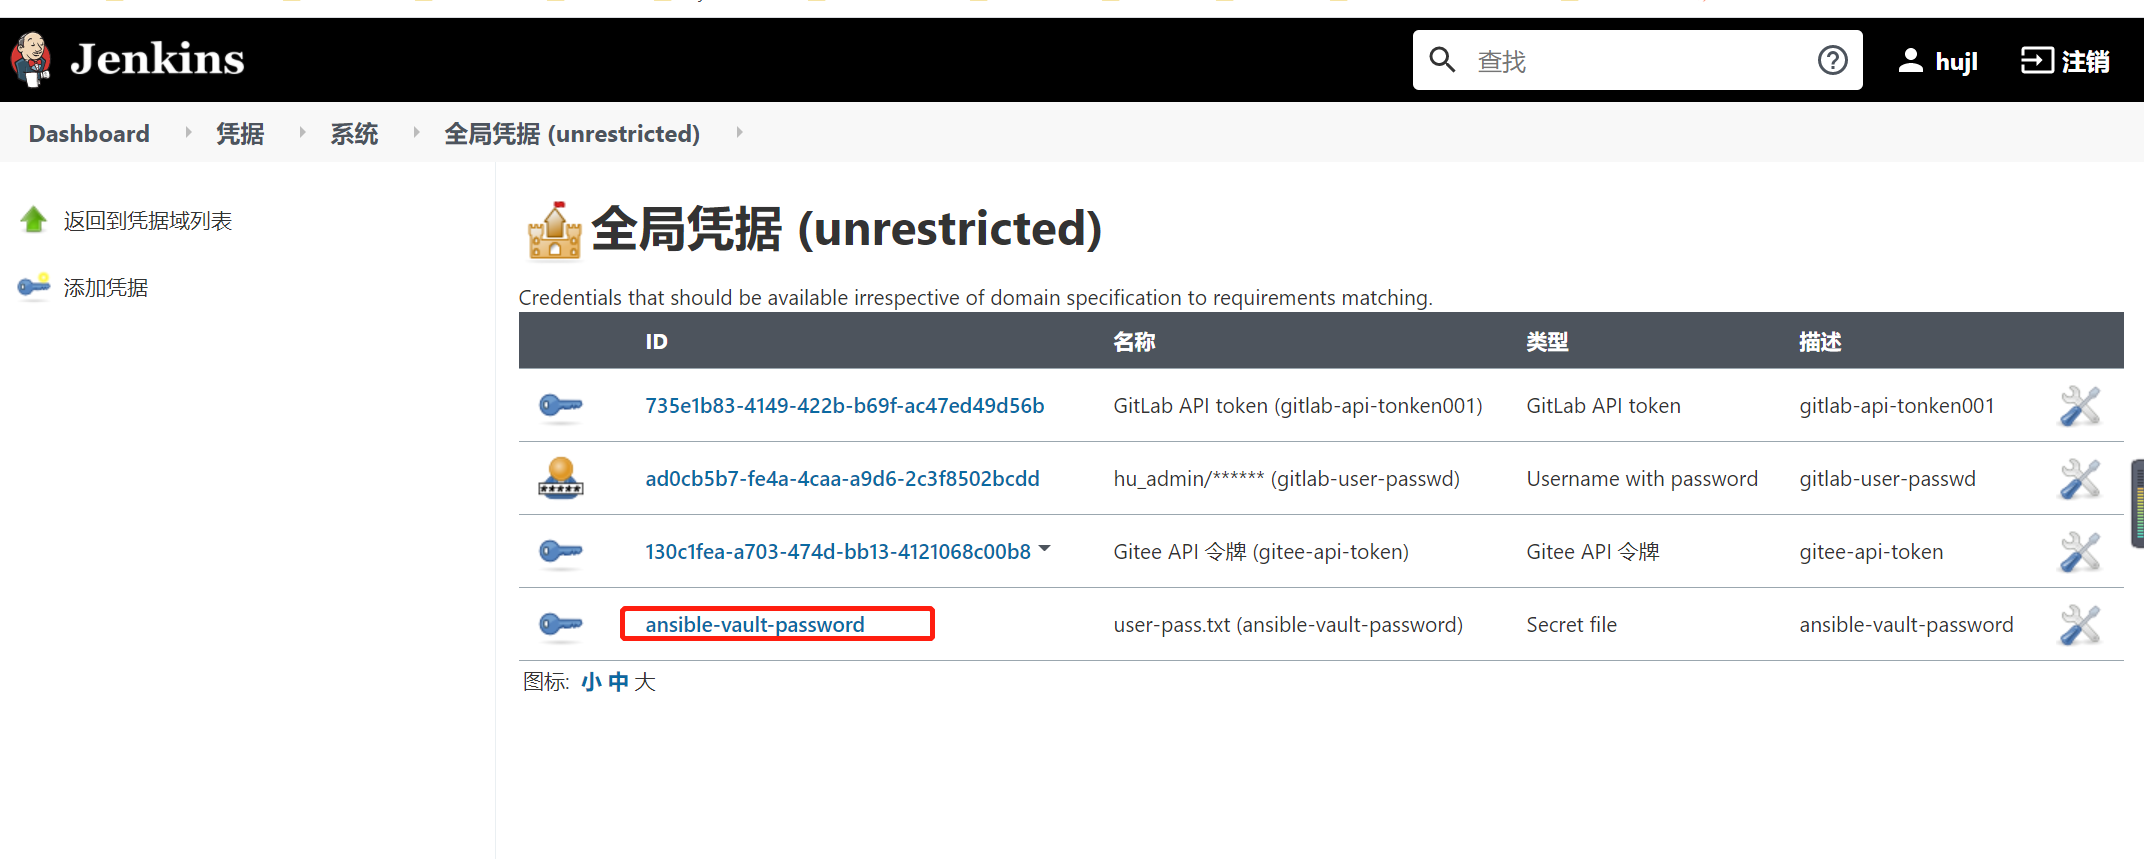 Jenkins
查找
hujl
注销
Dashboard
凭据
系统
全局凭据 (unrestricted)
返回到凭据域列表
添加凭据
全局凭据 (unrestricted)
Credentials that should be available irrespective of domain specification to requirements matching.
ID 名称 类型 描述
735e1b83-4149-422b-b69f-ac47ed49d56b GitLab API token (gitlab-api-tonken001) GitLab API token gitlab-api-tonken001
ad0cb5b7-fe4a-4caa-a9d6-2c3f8502bcdd hu_admin/****** (gitlab-user-passwd) Username with password gitlab-user-passwd
130c1fea-a703-474d-bb13-4121068c00b8 Gitee API 令牌 (gitee-api-token) Gitee API 令牌 gitee-api-token
ansible-vault-password user-pass.txt (ansible-vault-password) Secret file ansible-vault-password
图标: 小 中 大